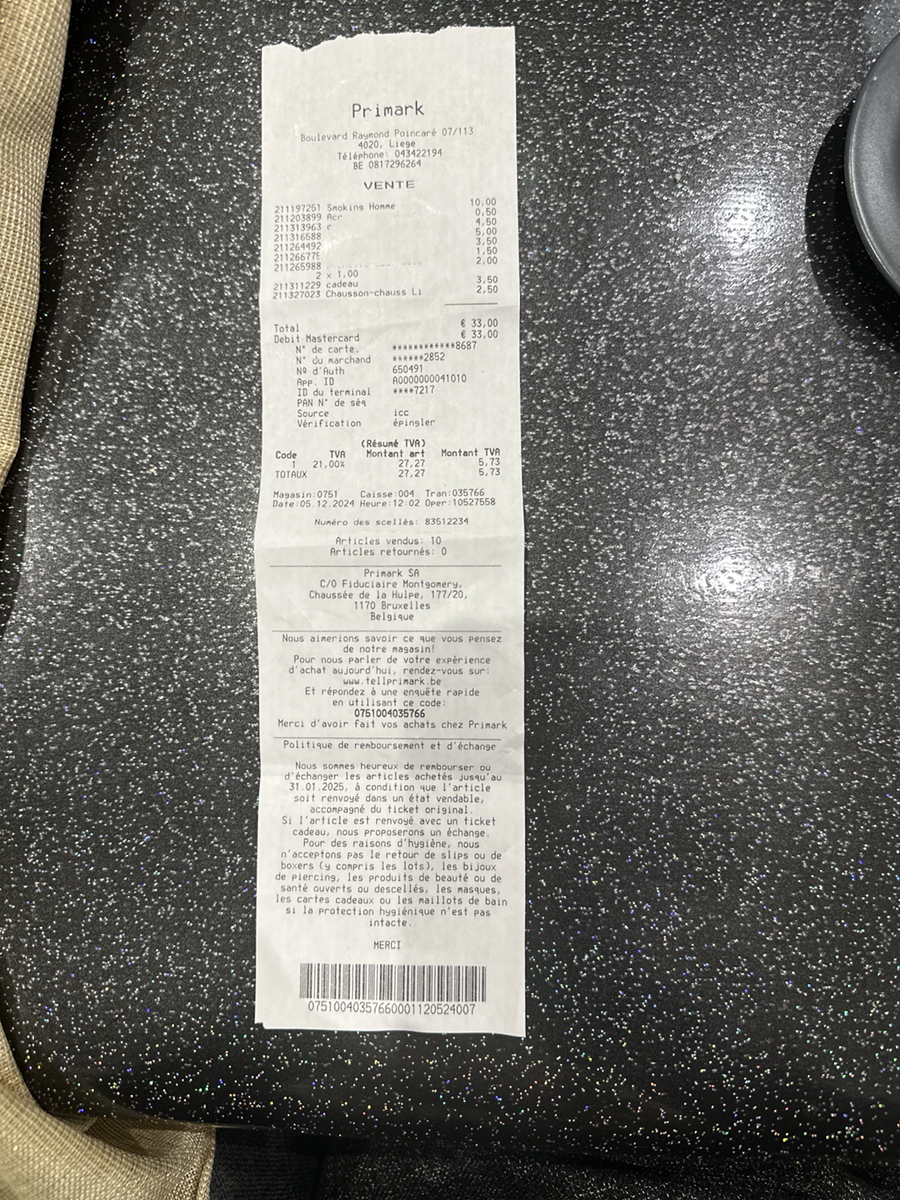 Primark
Boulevard Raymond Poincaré 07/113
4020, Liege
Téléphone: 043422194
BE 0817296264
VENTE
211197251 Smoking Homme 10,00
211203899 0,50
211313963 4,50
211316588 5,00
211264492 3,50
1,50
211265988 2,00
2 x 1,00
211311229 cadeau 3,50
211327023 Chausson-chauss Li 2,50
Total € 33,00
Debit Mastercard € 33,00
N° de carte. ************8687
N° du marchand ******2852
Nº d'Auth 650491
App. ID A0000000041010
ID du terminal ****7217
PAN N° de séq
Source icc
Vérification épingler
(Résumé TVA)
Code TVA Montant art Montant TVA
1 21,00% 27,27 5,73
TOTAUX 27,27 5,73
Magasin:0751 Caisse:004 Tran:035766
Date:05.12.2024 Heure:12:02 Oper:10527558
Numéro des scellés: 83512234
Articles vendus: 10
Articles retournés: 0
Primark SA
C/O Fiduciaire Montgomery,
Chaussée de la Hulpe, 177/20,
1170 Bruxelles
Belgique
Nous aimerions savoir ce que vous pensez
de notre magasin!
Pour nous parler de votre expérience
d'achat aujourd'hui, rendez-vous sur:
www.tellprimark.be
Et répondez à une enquête rapide
en utilisant ce code:
0751004035766
Merci d'avoir fait vos achats chez Primark
Politique de remboursement et d'échange
Nous sommes heureux de rembourser ou
d'échanger les articles achetés jusqu'au
31.01.2025, à condition que l'article
soit renvoyé dans un état vendable,
accompagné du ticket original.
Si l'article est renvoyé avec un ticket
cadeau, nous proposerons un échange.
Pour des raisons d'hygiène, nous
n'acceptons pas le retour de slips ou de
boxers (y compris les lots), les bijoux
de piercing, les produits de beauté ou de
santé ouverts ou descellés, les masques,
les cartes cadeaux ou les maillots de bain
si la protection hygiénique n'est pas
intacte.
MERCI
07510040357660001120524007